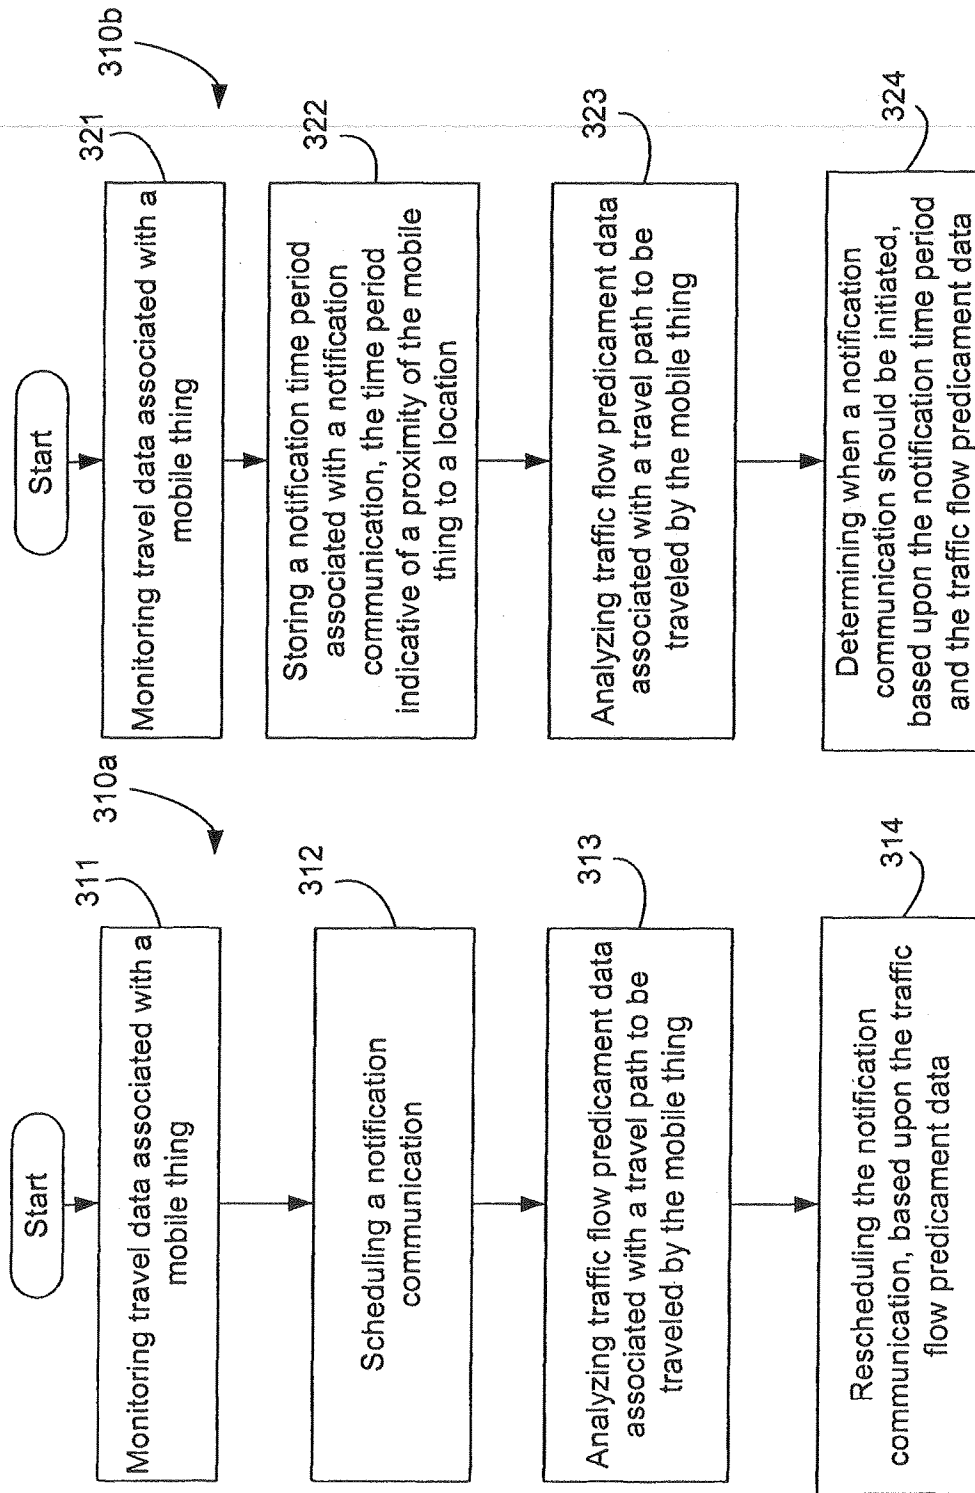 310a
Start
Monitoring travel data associated with a
mobile thing
311
Scheduling a notification
communication
312
Analyzing traffic flow predicament data
associated with a travel path to be
traveled by the mobile thing
313
Rescheduling the notification
communication, based upon the traffic
flow predicament data
314
310b
Start
Monitoring travel data associated with a
mobile thing
321
Storing a notification time period
associated with a notification
communication, the time period
indicative of a proximity of the mobile
thing to a location
322
Analyzing traffic flow predicament data
associated with a travel path to be
traveled by the mobile thing
323
Determining when a notification
communication should be initiated,
based upon the notification time period
and the traffic flow predicament data
324